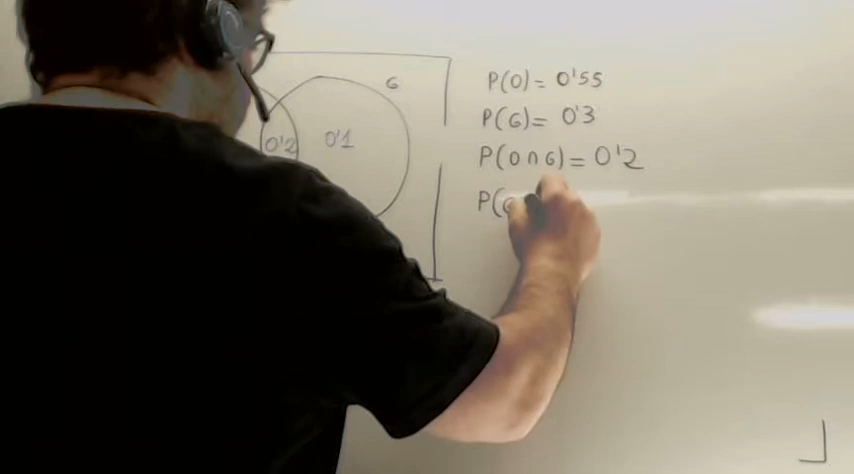 G
0'2 0'1
P(O)= 0'55
P(G)= 0'3
P(O∩G)= 0'2
P(